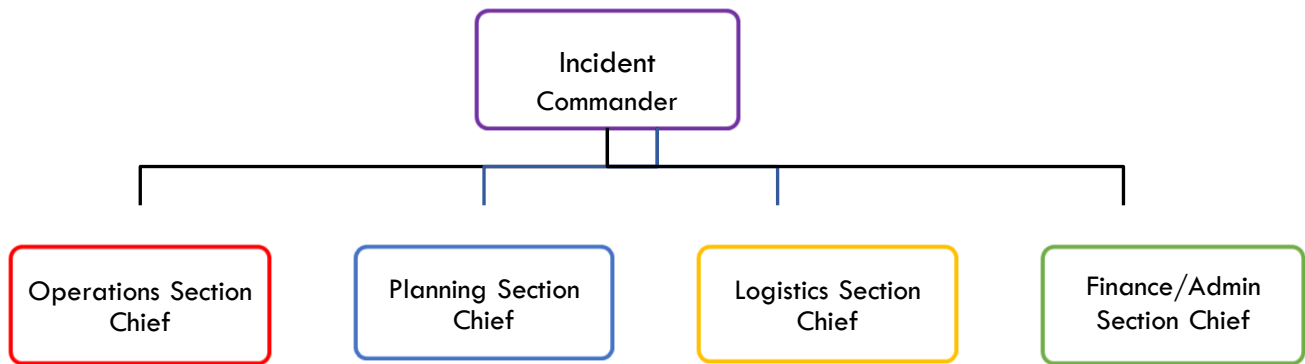 Incident
Commander
Operations Section
Chief
Planning Section
Chief
Logistics Section
Chief
Finance/Admin
Section Chief